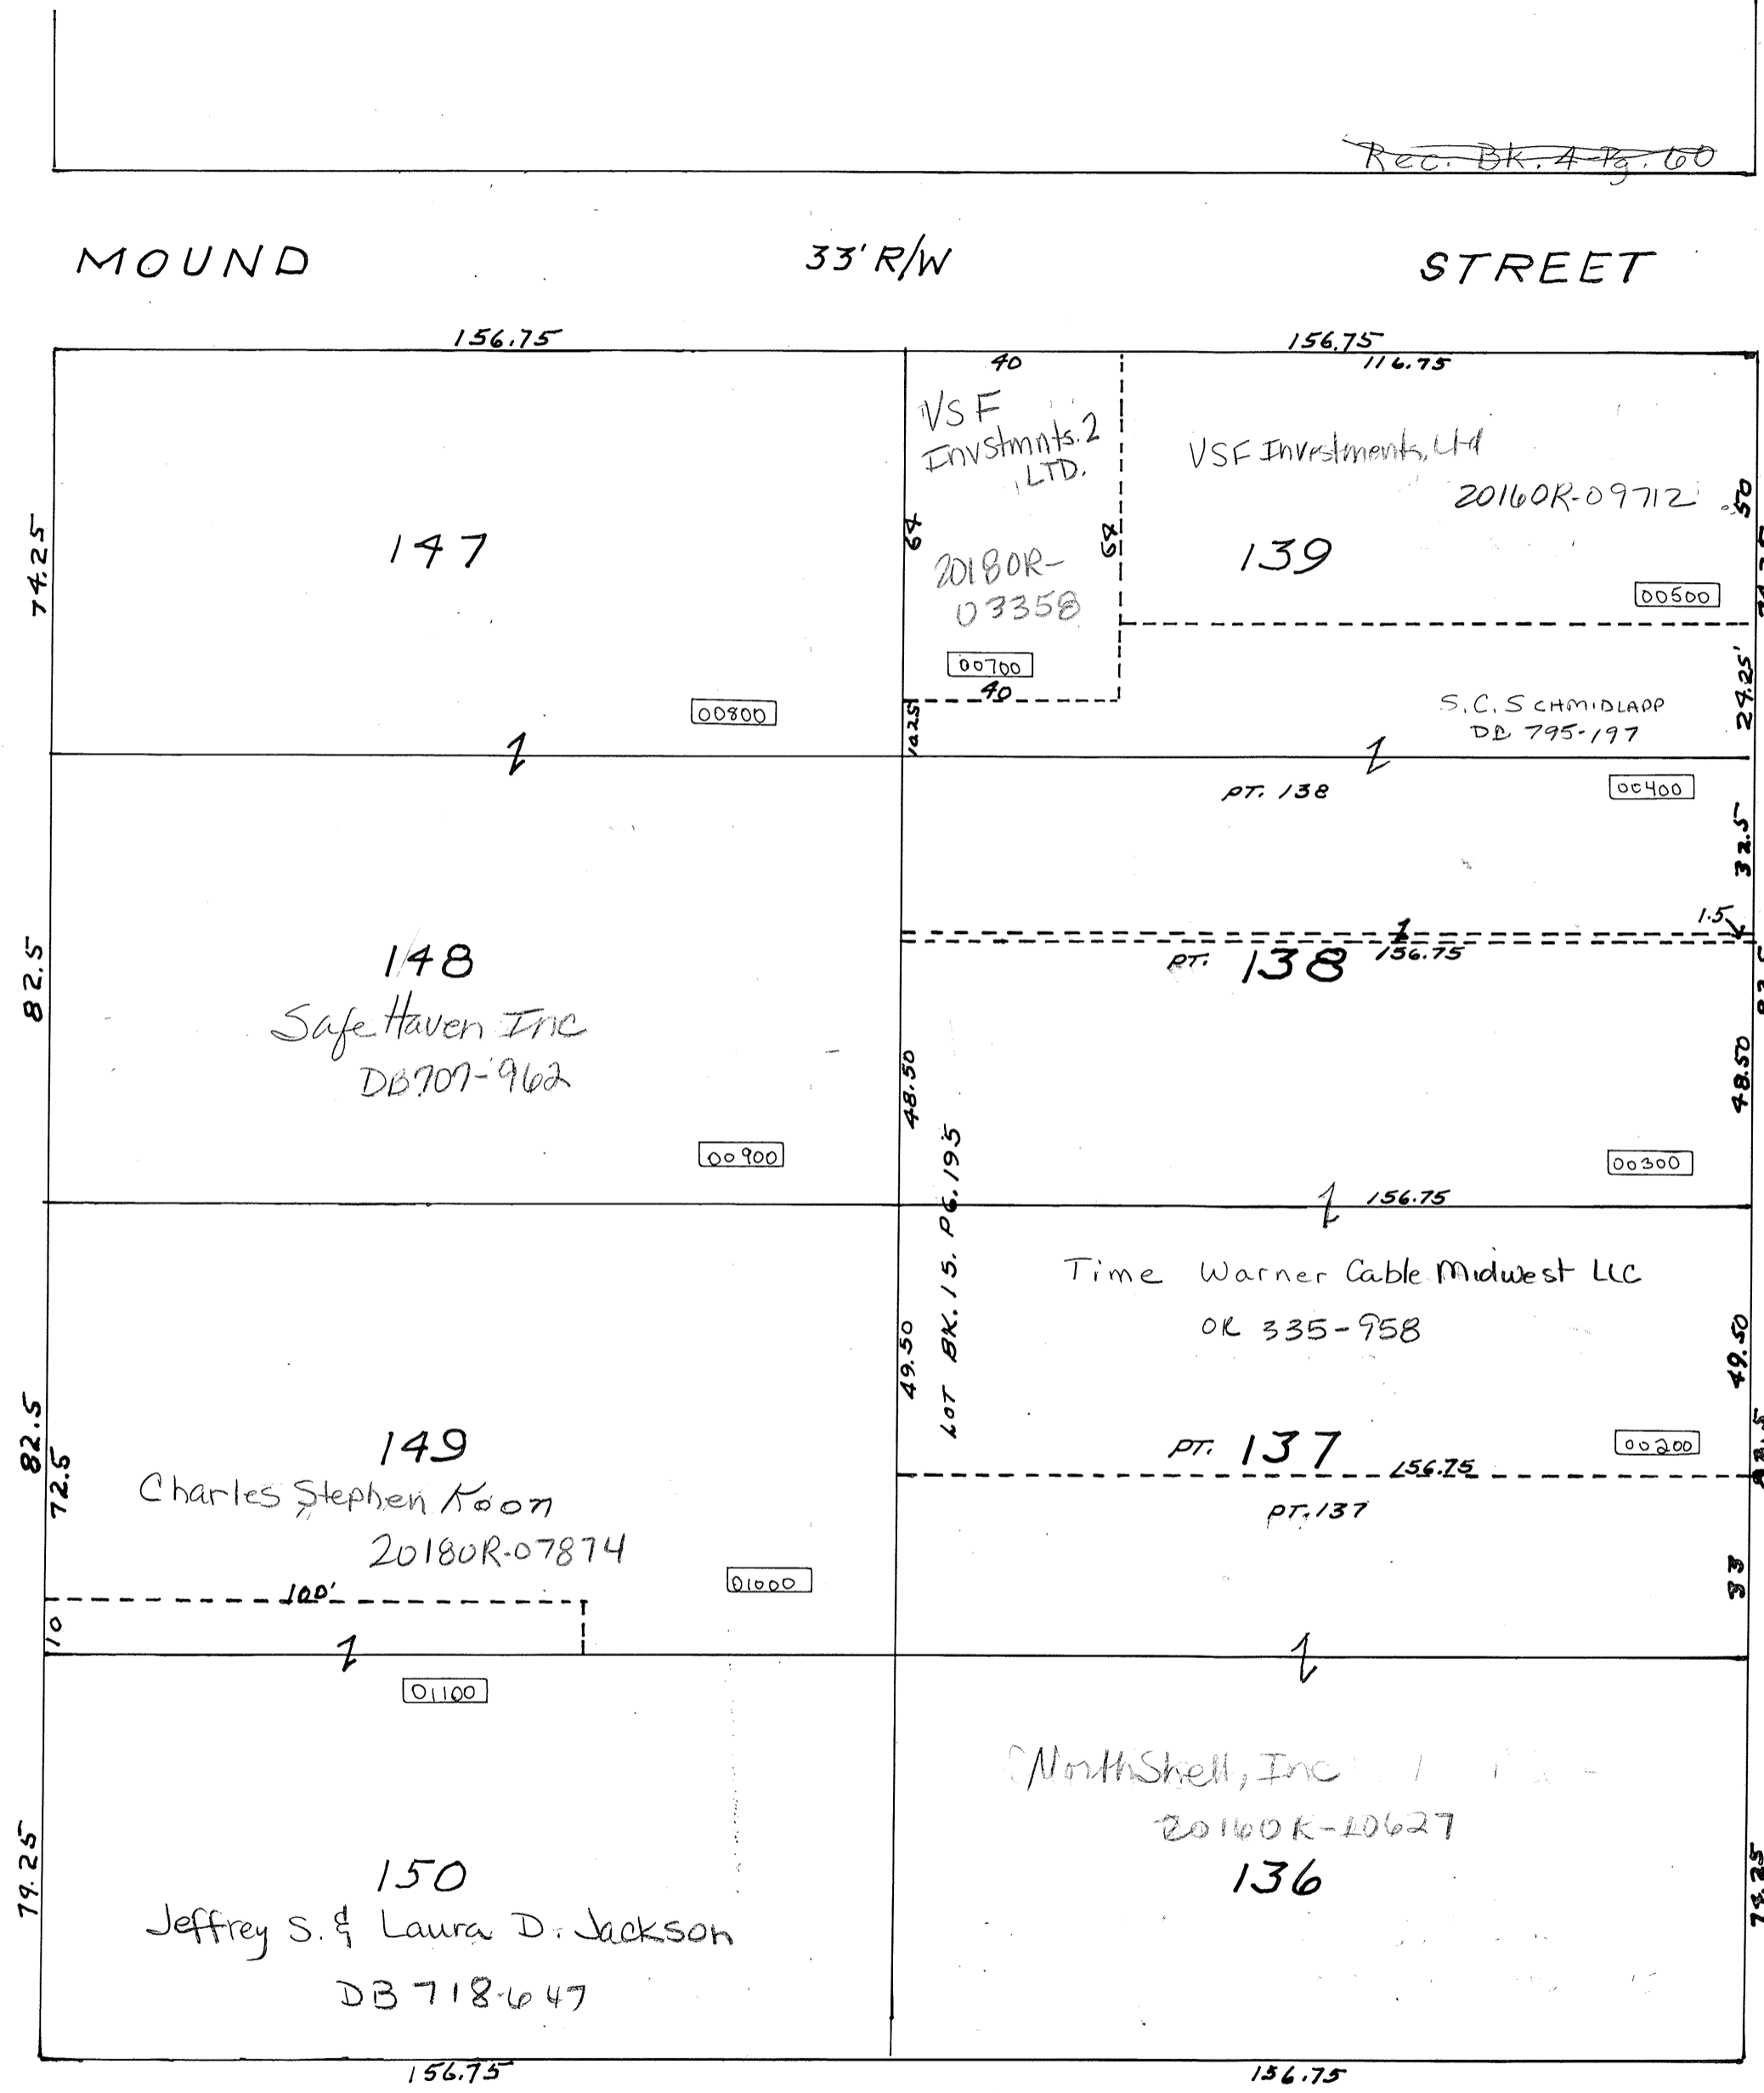 Rec. Bk. 4-Pg. 60
MOUND 33' R/W STREET
156.75
156.75
116.75
40
VSF
Invstmnts. 2
LTD.
VSF Investments, Ltd
2016OR-09712
50
74.25
147
64
64
139
2018OR-
03358
00500
00700
40
00800
10.25
24.25'
S.C. SCHMIDLAPP
DB 795-197
PT. 138
00400
32.5
1.5
82.5
148
PT. 138
156.75
Safe Haven Inc
DB707-962
48.50
48.50
00900
00300
LOT BK. 15. PG. 195
156.75
Time Warner Cable Midwest LLC
OR 335-958
49.50
49.50
82.5
72.5
149
PT. 137
00200
156.75
Charles Stephen Koon
2018OR-07874
PT. 137
01000
100'
10
33
01100
NorthShell, Inc
2016OR-10627
136
79.25
150
Jeffrey S. & Laura D. Jackson
DB 718-647
156.75
156.75